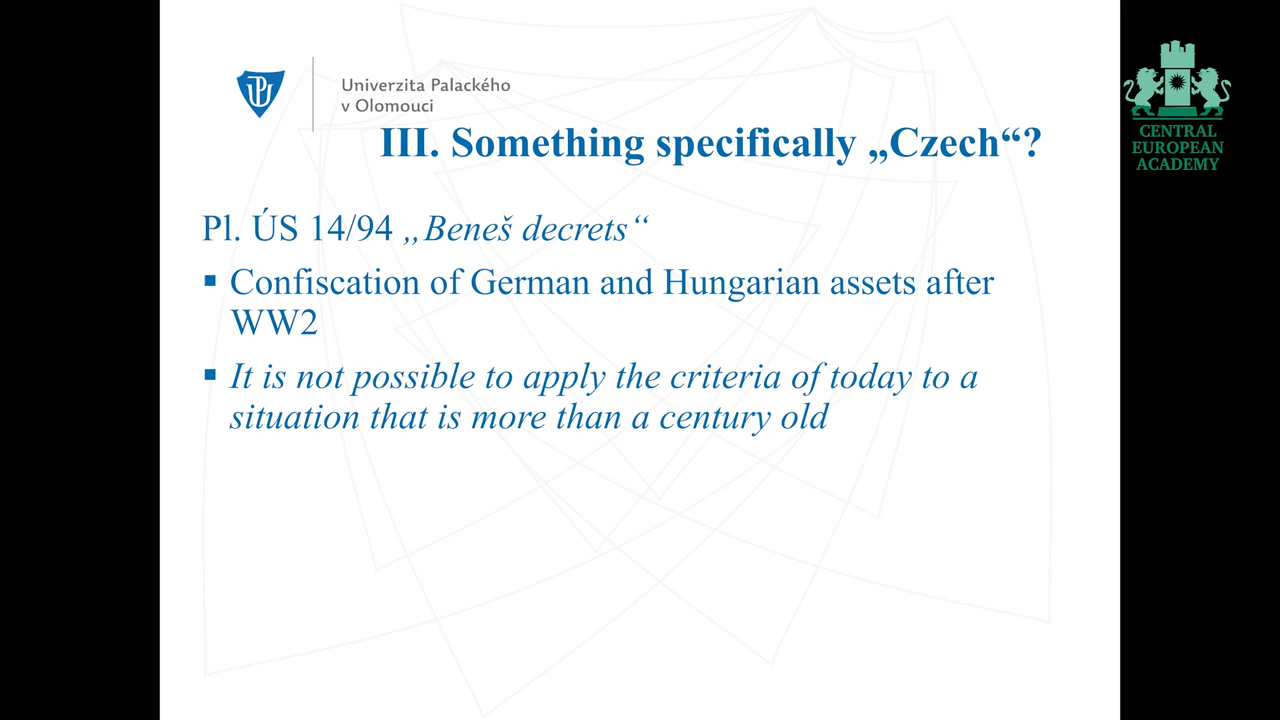 Univerzita Palackého
v Olomouci
III. Something specifically „Czech“?
Pl. ÚS 14/94 „Beneš decrets“
▪ Confiscation of German and Hungarian assets after
WW2
▪ It is not possible to apply the criteria of today to a
situation that is more than a century old
CENTRAL
EUROPEAN
ACADEMY